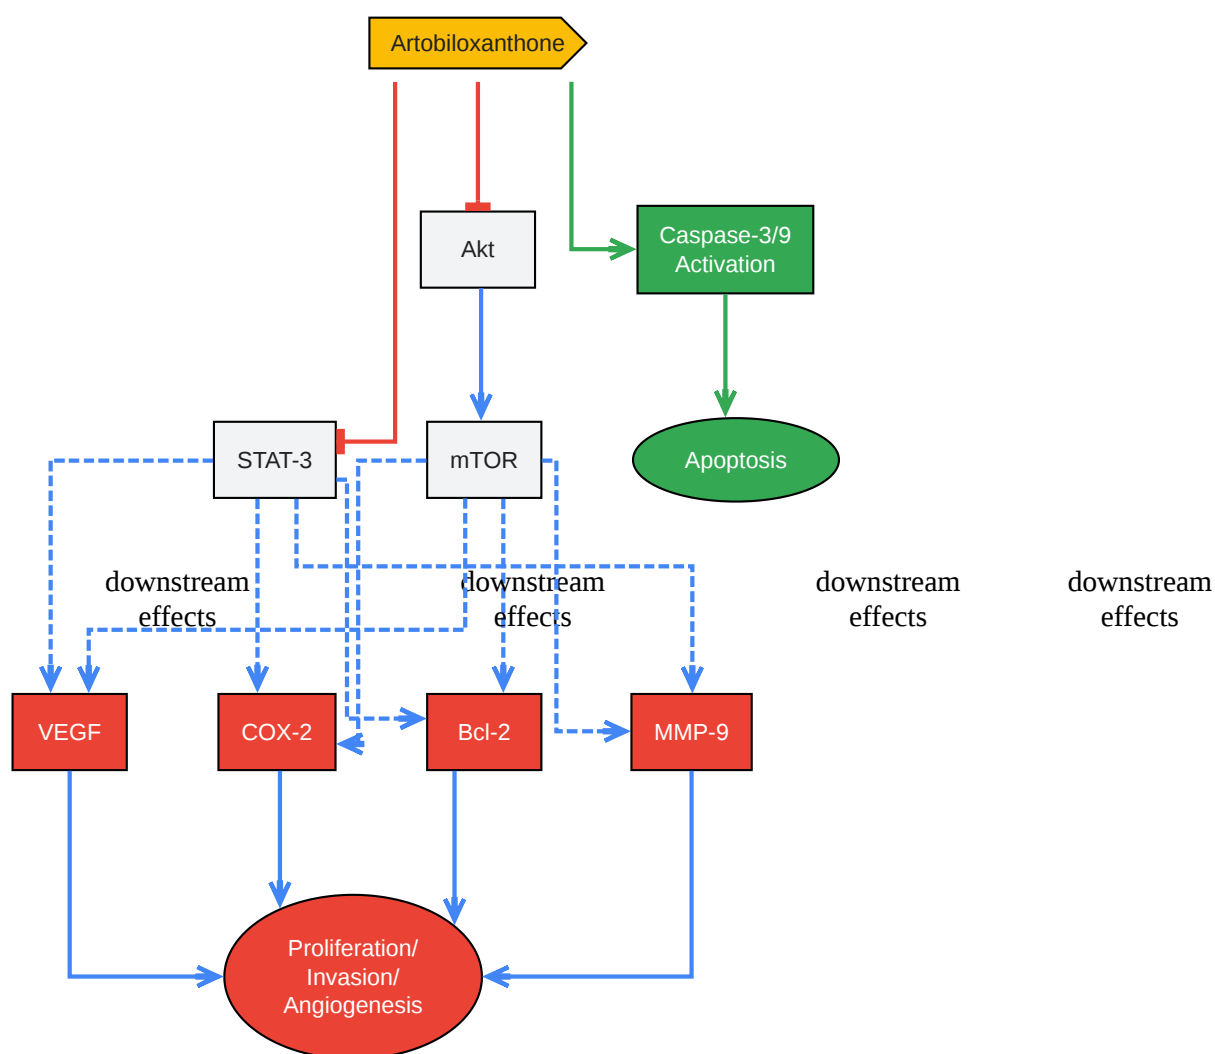 Artobiloxanthone
Akt
Caspase-3/9
Activation
STAT-3
mTOR
Apoptosis
downstream
effects
downstream
effects
downstream
effects
downstream
effects
VEGF
COX-2
Bcl-2
MMP-9
Proliferation/
Invasion/
Angiogenesis